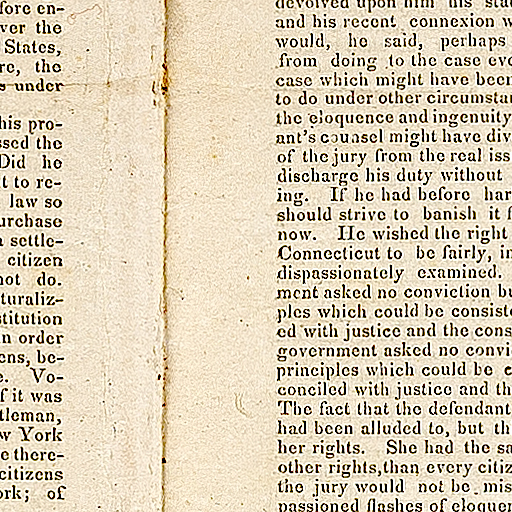 fore en-
ver the
States,
re, the
s under
his pro-
ssed the
Did he
t to re-
law so
urchase
a settle-
citizen
not do.
turaliz-
stitution
n order
ens, be-
e. Vo-
f it was
tleman,
w York
e there-
citizens
ork; of
devolved upon him his stat
and his recent connexion w
would, he said, perhaps
from doing to the case eve
case which might have been
to do under other circumstan
the eloquence and ingenuity
ant's counsel might have div
of the jury from the real iss
discharge his duty without
ing. If he had before har
should strive to banish it f
now. He wished the right
Connecticut to be fairly, in
dispassionately examined.
ment asked no conviction bu
ples which could be consiste
ed with justice and the cons
government asked no convic
principles which could be c
conciled with justice and th
The fact that the defendant
had been alluded to, but th
her rights. She had the sa
other rights,than every citiz
the jury would not be mis
passioned flashes of eloquen